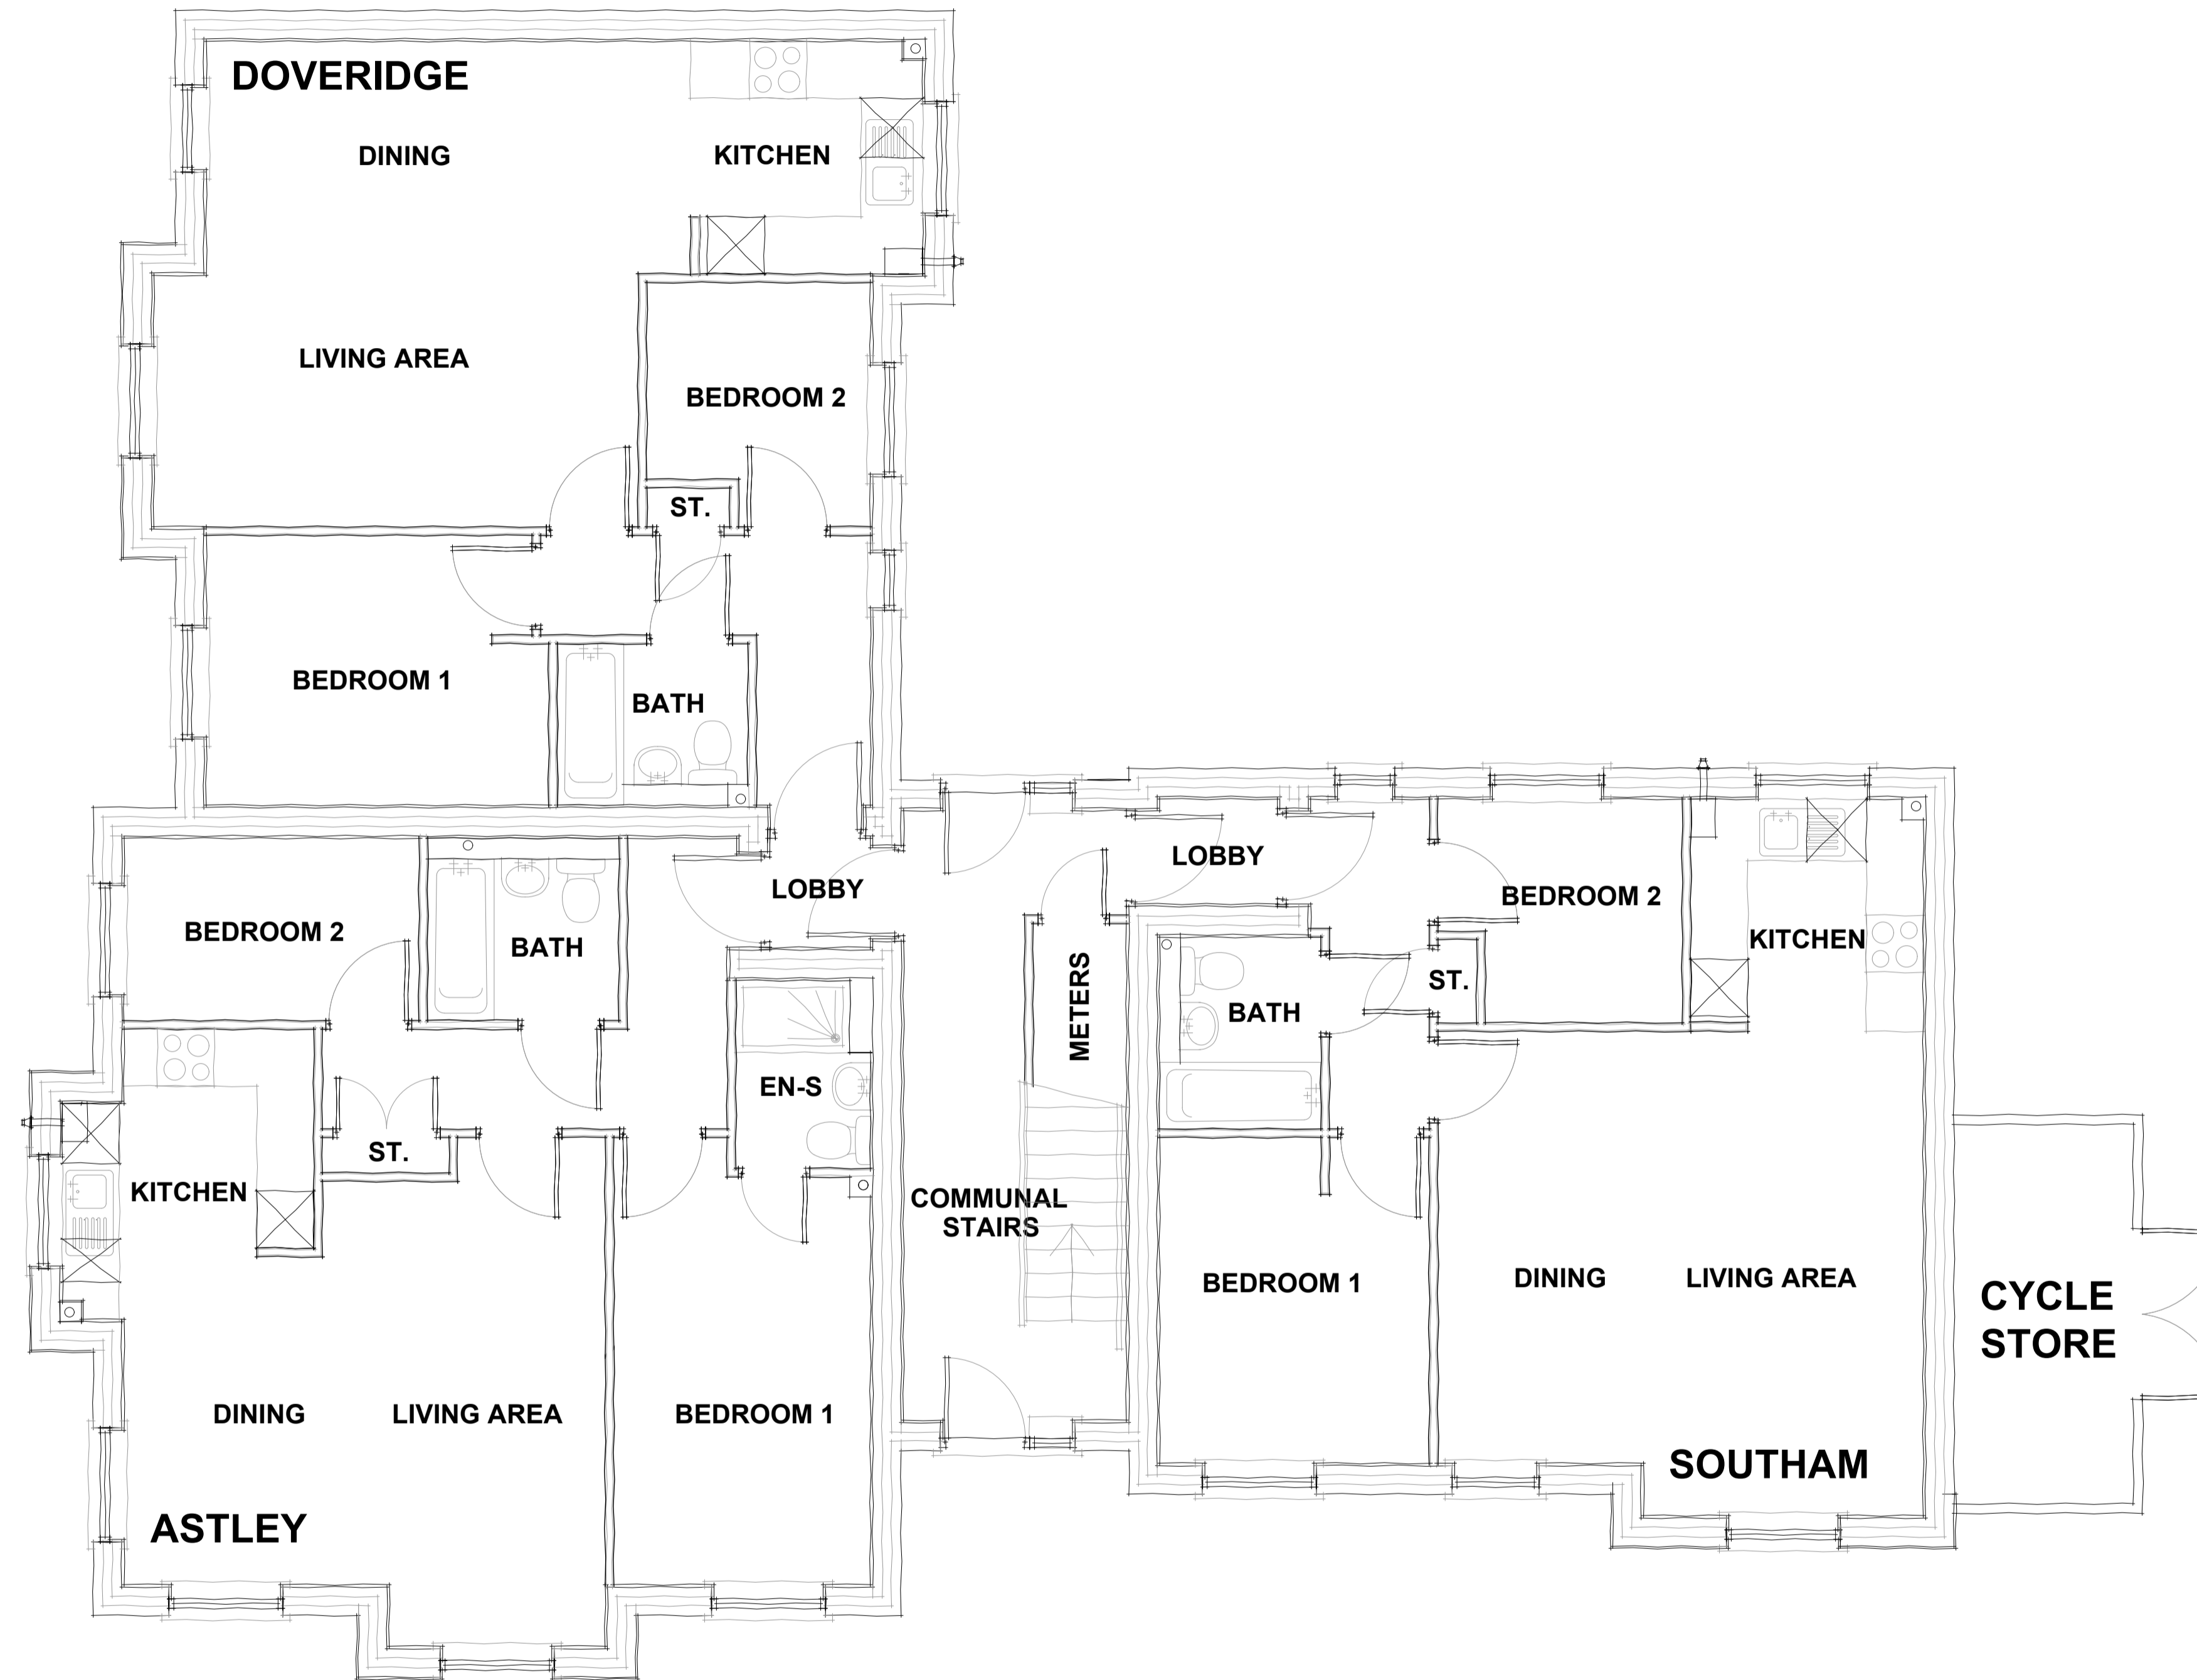 DOVERIDGE
DINING
KITCHEN
LIVING AREA
BEDROOM 2
ST.
BEDROOM 1
BATH
LOBBY
BEDROOM 2
BATH
EN-S
ST.
KITCHEN
DINING
LIVING AREA
BEDROOM 1
ASTLEY
COMMUNAL
STAIRS
METERS
LOBBY
BEDROOM 2
KITCHEN
ST.
BATH
BEDROOM 1
DINING
LIVING AREA
SOUTHAM
CYCLE
STORE